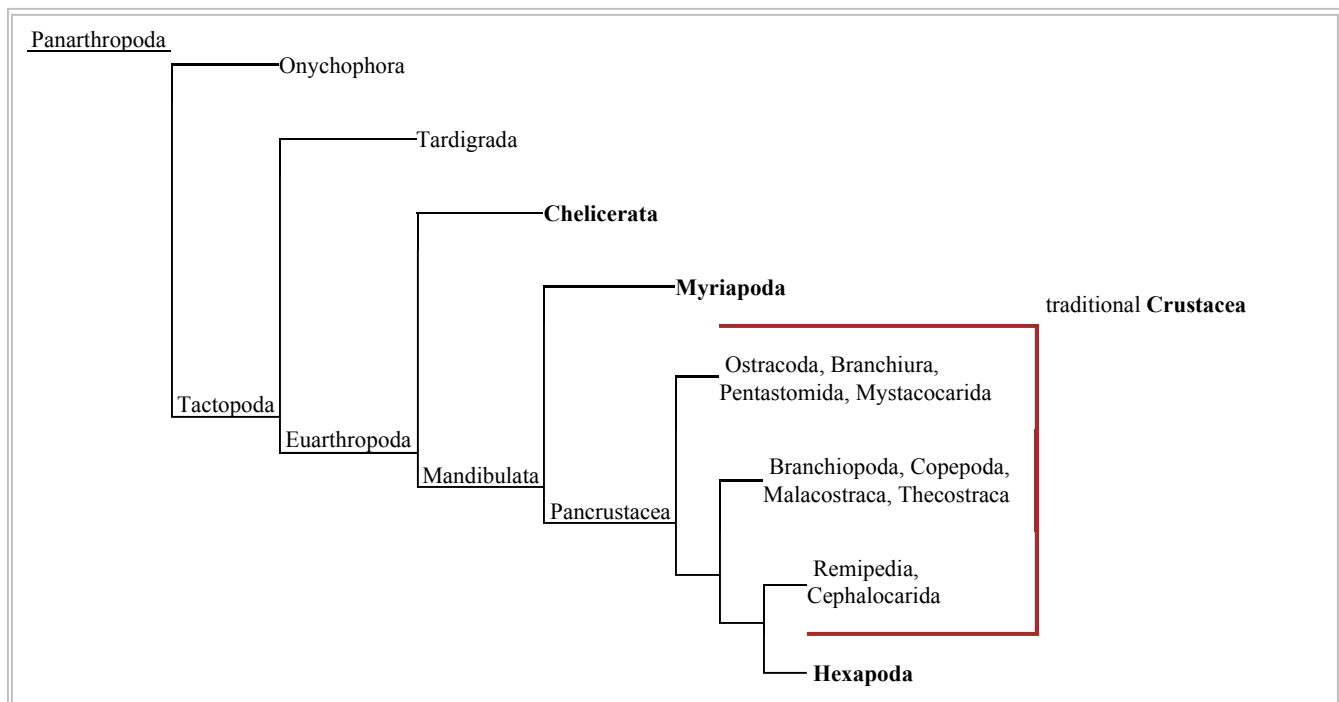 Panarthropoda
Onychophora
Tardigrada
Chelicerata
Myriapoda
traditional Crustacea
Ostracoda, Branchiura,
Pentastomida, Mystacocarida
Tactopoda
Euarthropoda
Mandibulata
Branchiopoda, Copepoda,
Malacostraca, Thecostraca
Pancrustacea
Remipedia,
Cephalocarida
Hexapoda